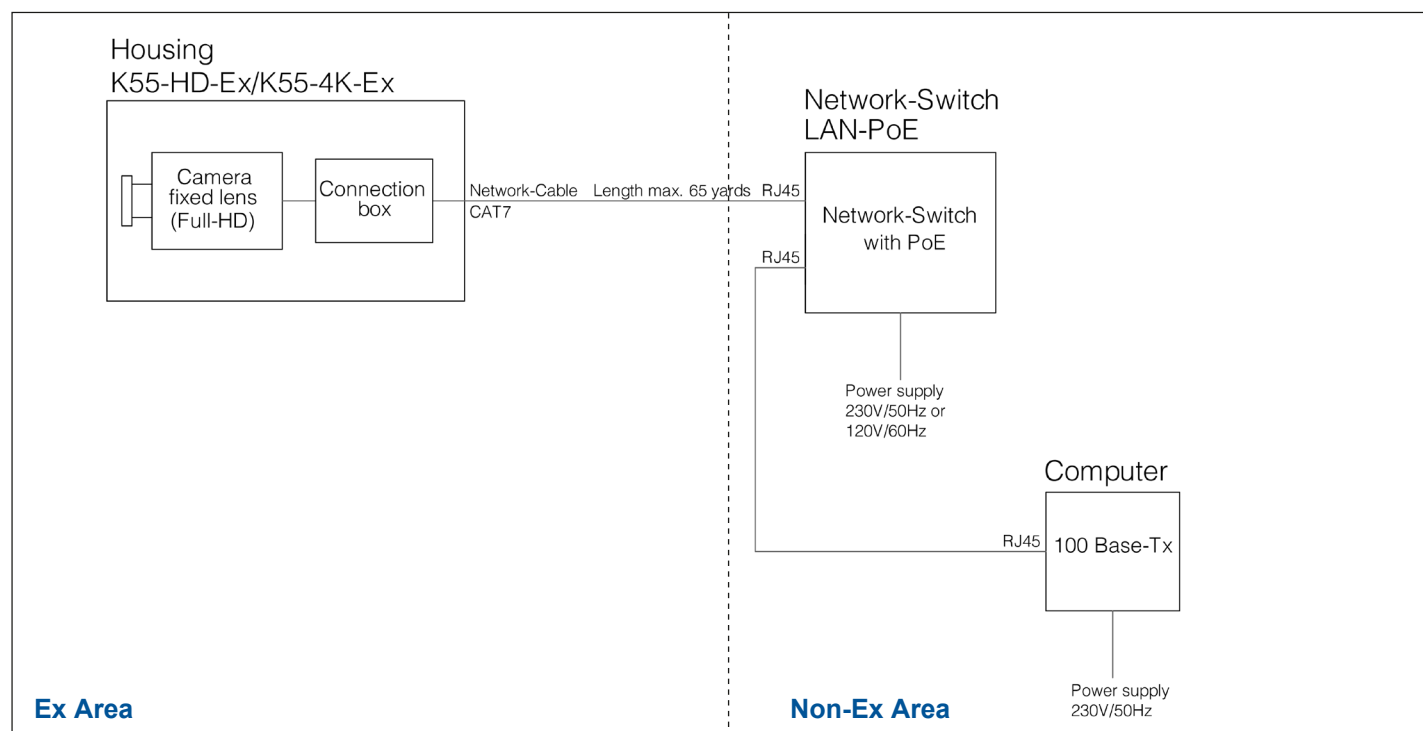 Housing
K55-HD-Ex/K55-4K-Ex
Camera
fixed lens
(Full-HD)
Connection
box
Network-Cable Length max. 65 yards RJ45
CAT7
Network-Switch
LAN-PoE
Network-Switch
with PoE
RJ45
Power supply
230V/50Hz or
120V/60Hz
Computer
RJ45
100 Base-Tx
Power supply
230V/50Hz
Ex Area
Non-Ex Area